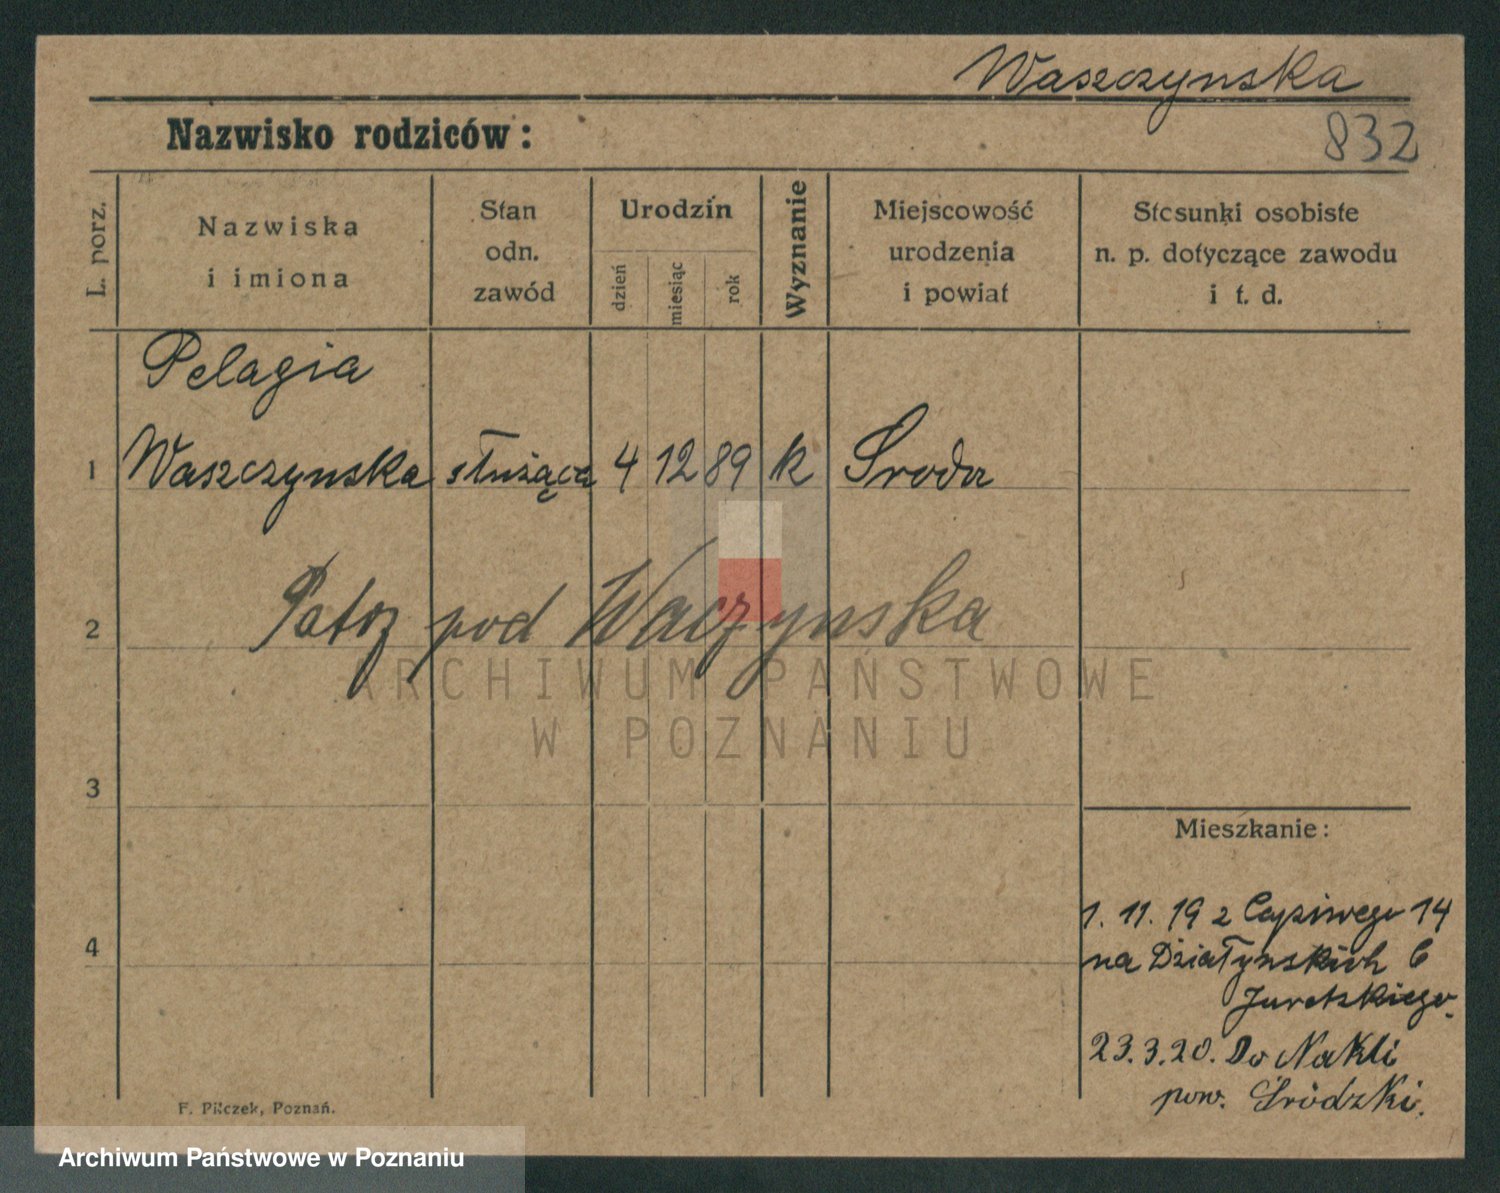 Waszczynska
Nazwisko rodziców:
832
L. porz.
Nazwiska
i imiona
Stan
odn.
zawód
Urodzin
dzień
miesiąc
rok
Wyznanie
Miejscowość
urodzenia
i powiat
Stosunki osobiste
n. p. dotyczące zawodu
i t. d.
Pelagia
1 Waszczynska służąca 4 12 89 k Środa
2 Patrz pod Waczynska
ARCHIWUM PAŃSTWOWE
W POZNANIU
3
Mieszkanie:
1. 11. 19 z 14
4
na Działynskich 6
23.3.20. Do Nakli
pow. Średzki.
F. Pilczek, Poznań.
Archiwum Państwowe w Poznaniu